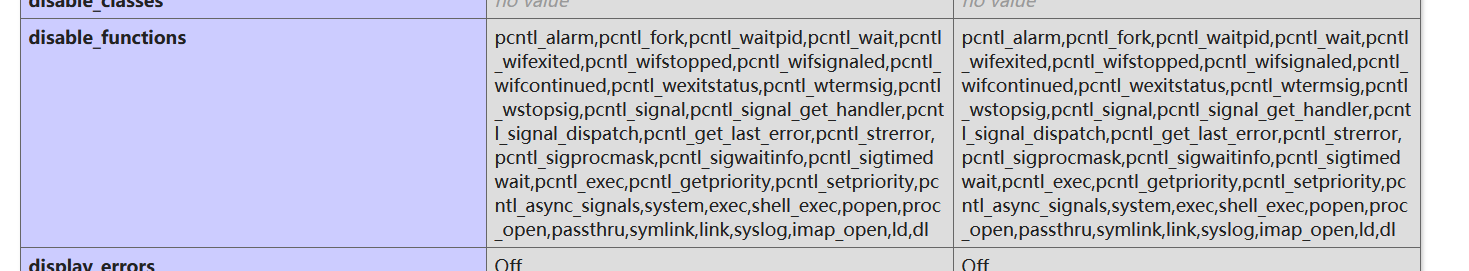 disable_classes no value no value
disable_functions
pcntl_alarm,pcntl_fork,pcntl_waitpid,pcntl_wait,pcntl
_wifexited,pcntl_wifstopped,pcntl_wifsignaled,pcntl_
wifcontinued,pcntl_wexitstatus,pcntl_wtermsig,pcntl
_wstopsig,pcntl_signal,pcntl_signal_get_handler,pcnt
l_signal_dispatch,pcntl_get_last_error,pcntl_strerror,
pcntl_sigprocmask,pcntl_sigwaitinfo,pcntl_sigtimed
wait,pcntl_exec,pcntl_getpriority,pcntl_setpriority,pc
ntl_async_signals,system,exec,shell_exec,popen,proc
_open,passthru,symlink,link,syslog,imap_open,ld,dl
pcntl_alarm,pcntl_fork,pcntl_waitpid,pcntl_wait,pcntl
_wifexited,pcntl_wifstopped,pcntl_wifsignaled,pcntl_
wifcontinued,pcntl_wexitstatus,pcntl_wtermsig,pcntl
_wstopsig,pcntl_signal,pcntl_signal_get_handler,pcnt
l_signal_dispatch,pcntl_get_last_error,pcntl_strerror,
pcntl_sigprocmask,pcntl_sigwaitinfo,pcntl_sigtimed
wait,pcntl_exec,pcntl_getpriority,pcntl_setpriority,pc
ntl_async_signals,system,exec,shell_exec,popen,proc
_open,passthru,symlink,link,syslog,imap_open,ld,dl
display_errors Off Off